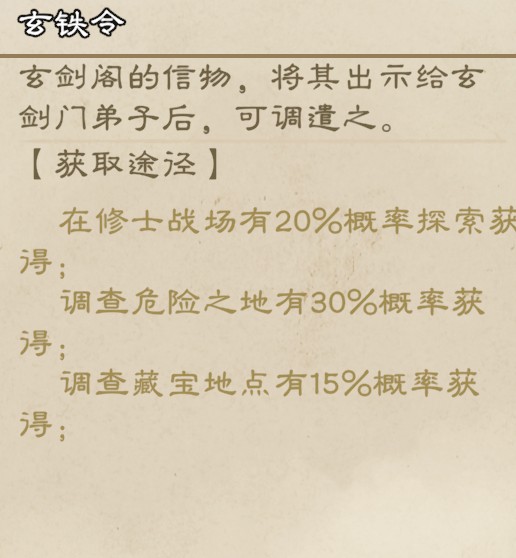 玄铁令
玄剑阁的信物，将其出示给玄
剑门弟子后，可调遣之。
【获取途径】
在修士战场有20%概率探索获
得；
调查危险之地有30%概率获
得；
调查藏宝地点有15%概率获
得；